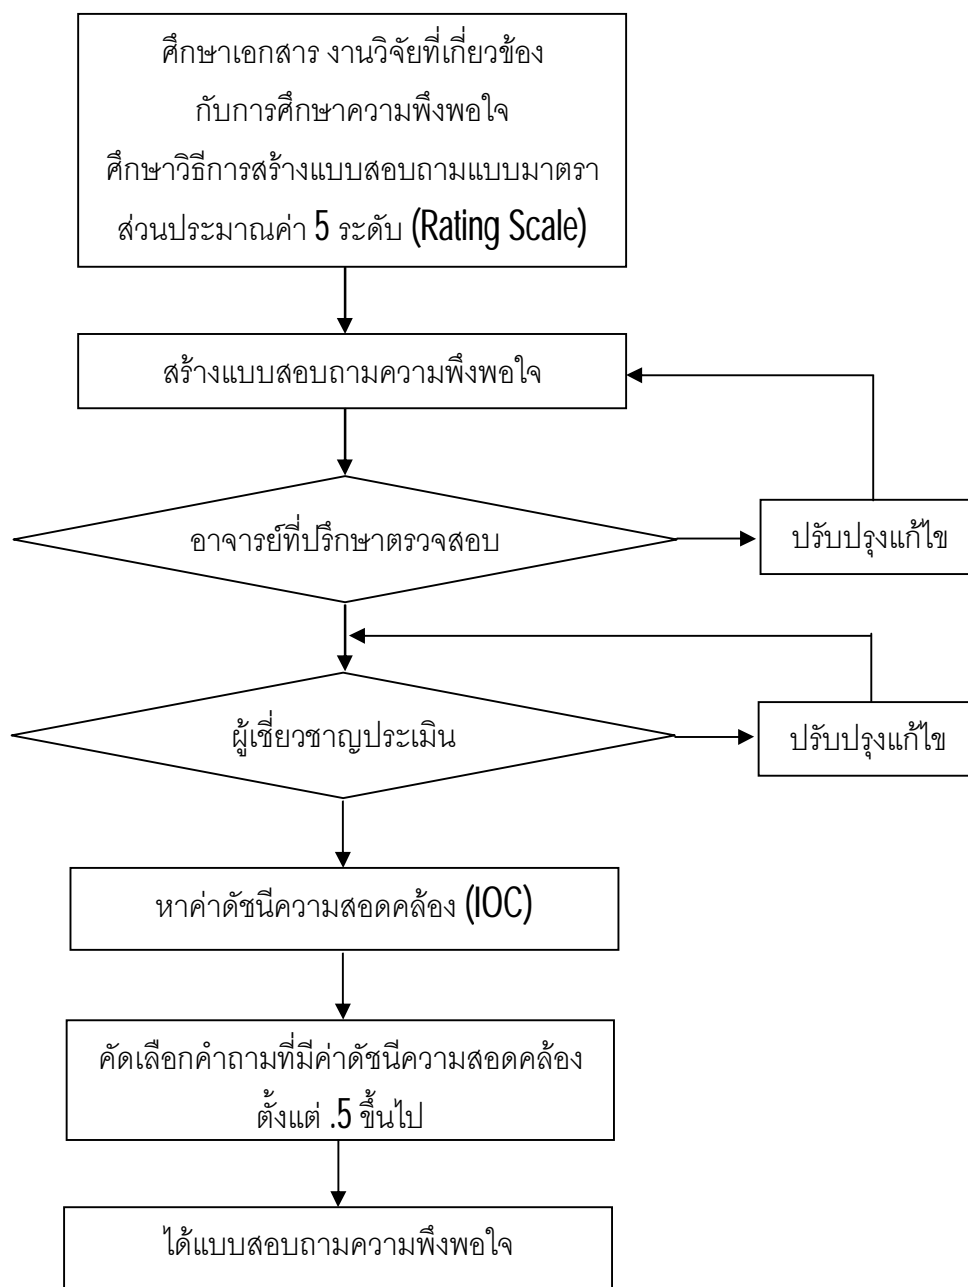 ศึกษาเอกสาร งานวิจัยที่เกี่ยวข้อง
กับการศึกษาความพึงพอใจ
ศึกษาวิธีการสร้างแบบสอบถามแบบมาตรา
ส่วนประมาณค่า 5 ระดับ (Rating Scale)
สร้างแบบสอบถามความพึงพอใจ
อาจารย์ที่ปรึกษาตรวจสอบ
ปรับปรุงแก้ไข
ผู้เชี่ยวชาญประเมิน
ปรับปรุงแก้ไข
หาค่าดัชนีความสอดคล้อง (IOC)
คัดเลือกคำถามที่มีค่าดัชนีความสอดคล้อง
ตั้งแต่ .5 ขึ้นไป
ได้แบบสอบถามความพึงพอใจ